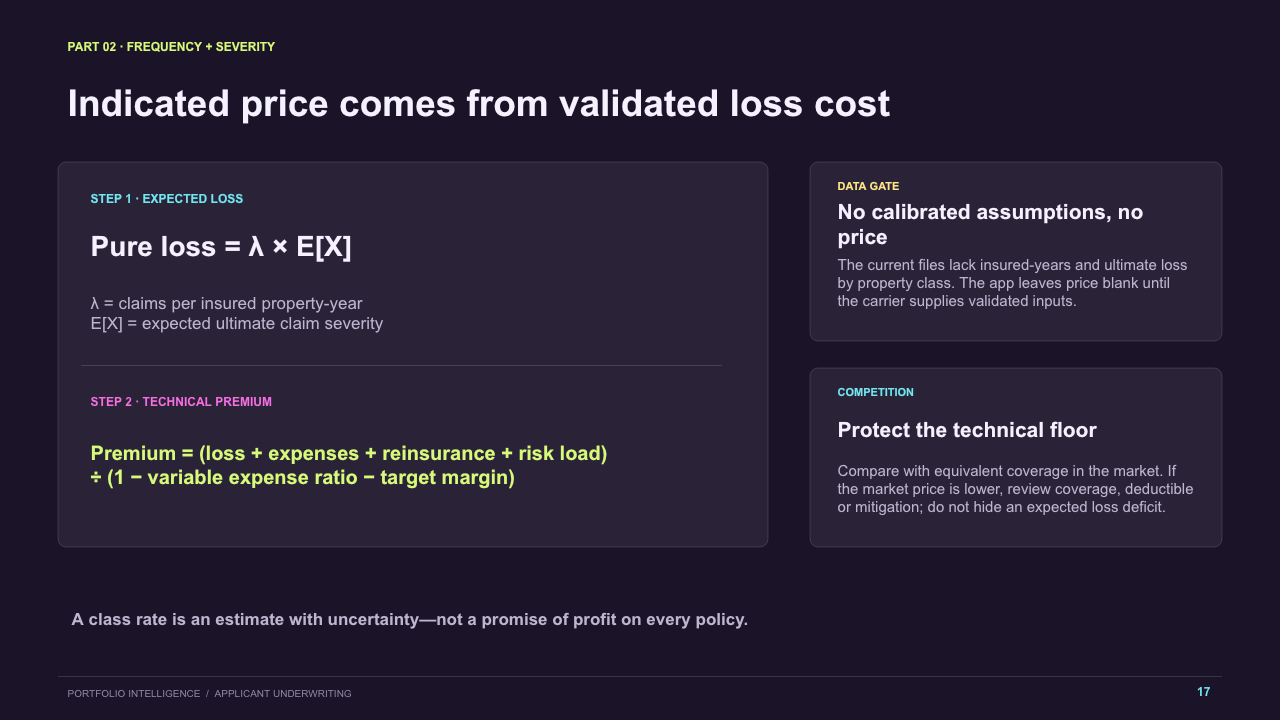 PART 02 · FREQUENCY + SEVERITY
Indicated price comes from validated loss cost
STEP 1 · EXPECTED LOSS
Pure loss = λ × E[X]
λ = claims per insured property-year
E[X] = expected ultimate claim severity
STEP 2 · TECHNICAL PREMIUM
Premium = (loss + expenses + reinsurance + risk load)
÷ (1 − variable expense ratio − target margin)
DATA GATE
No calibrated assumptions, no
price
The current files lack insured-years and ultimate loss
by property class. The app leaves price blank until
the carrier supplies validated inputs.
COMPETITION
Protect the technical floor
Compare with equivalent coverage in the market. If
the market price is lower, review coverage, deductible
or mitigation; do not hide an expected loss deficit.
A class rate is an estimate with uncertainty—not a promise of profit on every policy.
PORTFOLIO INTELLIGENCE / APPLICANT UNDERWRITING
17